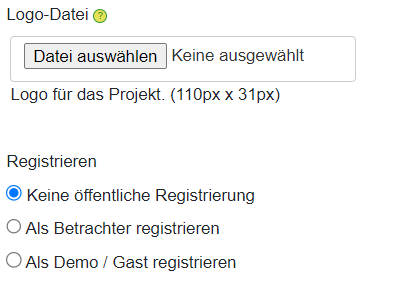 Logo-Datei ?
Datei auswählen Keine ausgewählt
Logo für das Projekt. (110px x 31px)
Registrieren
Keine öffentliche Registrierung
Als Betrachter registrieren
Als Demo / Gast registrieren